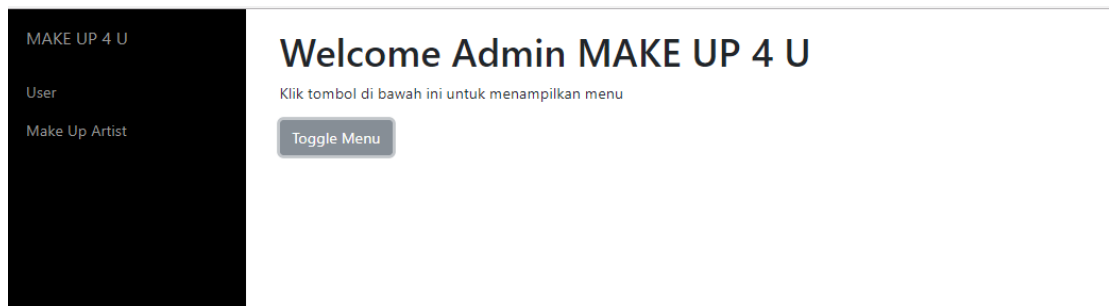 MAKE UP 4 U
User
Make Up Artist
Welcome Admin MAKE UP 4 U
Klik tombol di bawah ini untuk menampilkan menu
Toggle Menu